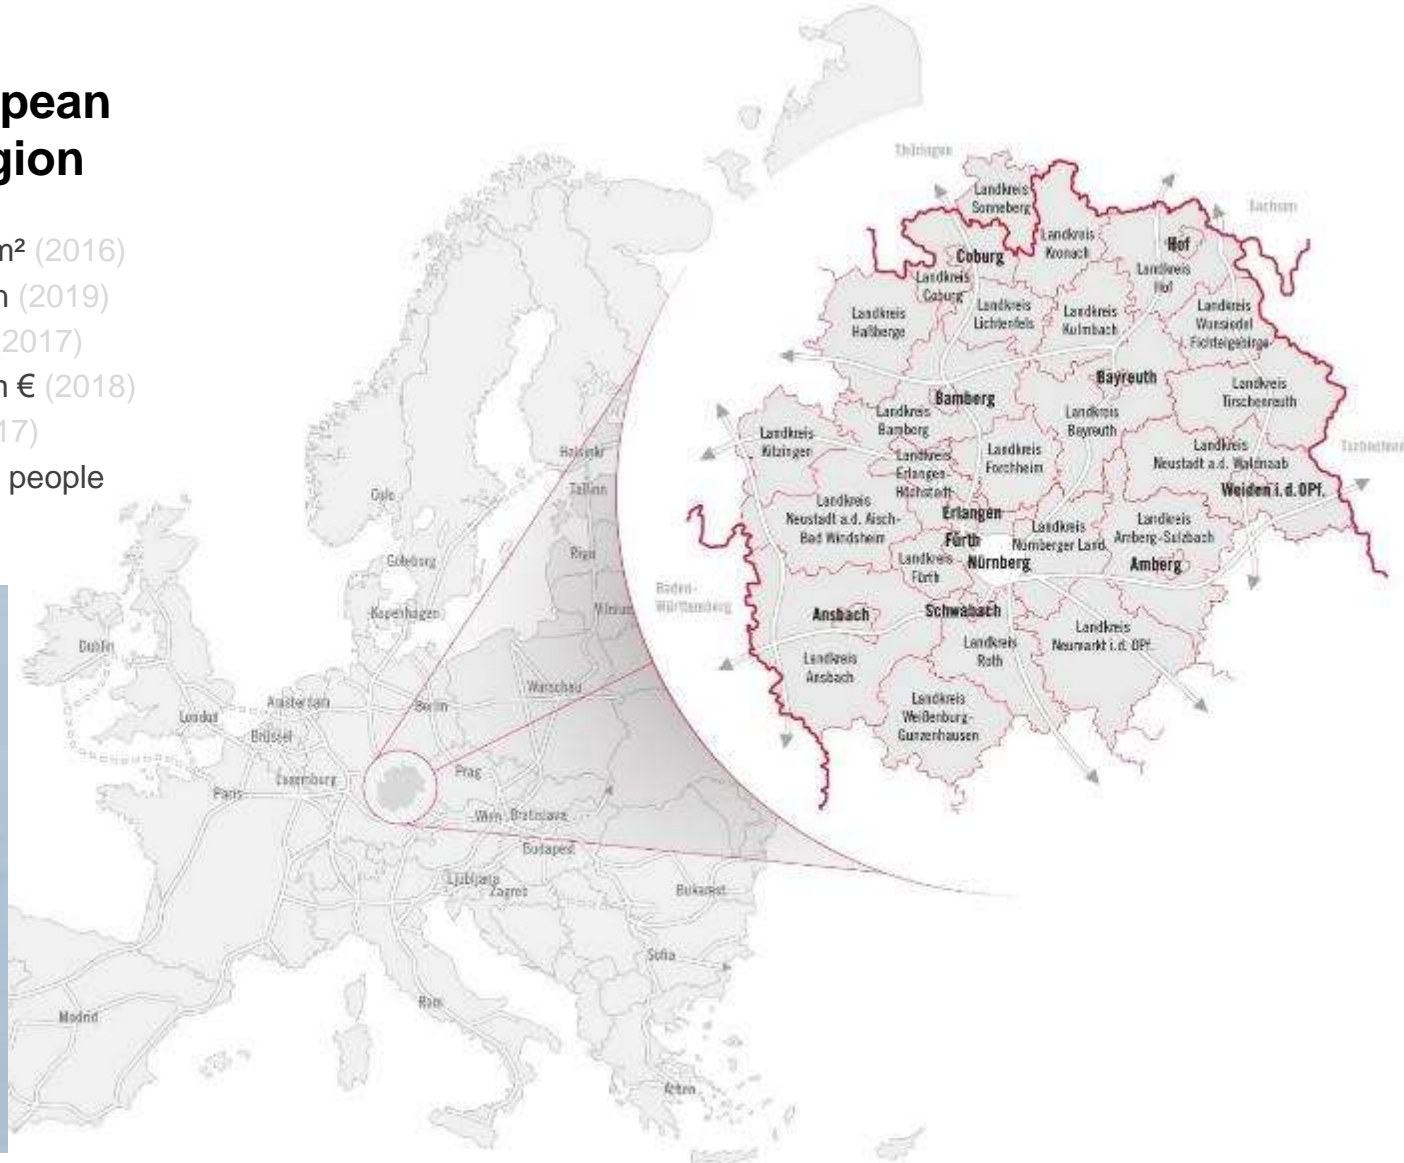 pean
gion
m² (2016)
n (2019)
2017)
n € (2018)
17)
people
Thüringen
Sachsen
Landkreis
Sonneberg
Landkreis
Kronach
Hof
Landkreis
Hof
Coburg
Landkreis
Coburg
Landkreis
Lichtenfels
Landkreis
Kulmbach
Landkreis
Wunsiedel
i. Fichtelgebirge
Landkreis
Haßberge
Bayreuth
Landkreis
Bayreuth
Landkreis
Tirschenreuth
Bamberg
Landkreis
Bamberg
Landkreis
Kitzingen
Landkreis
Erlangen-
Höchstadt
Landkreis
Forchheim
Landkreis
Neustadt a.d. Waldnaab
Weiden i.d. OPf.
Landkreis
Neustadt a.d. Aisch-
Bad Windsheim
Erlangen
Fürth
Nürnberg
Landkreis
Nürnberger Land
Landkreis
Amberg-Sulzbach
Amberg
Landkreis
Fürth
Baden-
Württemberg
Ansbach
Schwabach
Landkreis
Ansbach
Landkreis
Roth
Landkreis
Neumarkt i.d. OPf.
Landkreis
Weißenburg-
Gunzenhausen
Helsinki
Tallinn
Oslo
Göteborg
Riga
Kopenhagen
Vilnius
Dublin
London
Amsterdam
Berlin
Warschau
Brüssel
Luxemburg
Paris
Prag
Wien
Bratislava
Budapest
Ljubljana
Zagreb
Bukarest
Sofia
Rom
Madrid
Athen